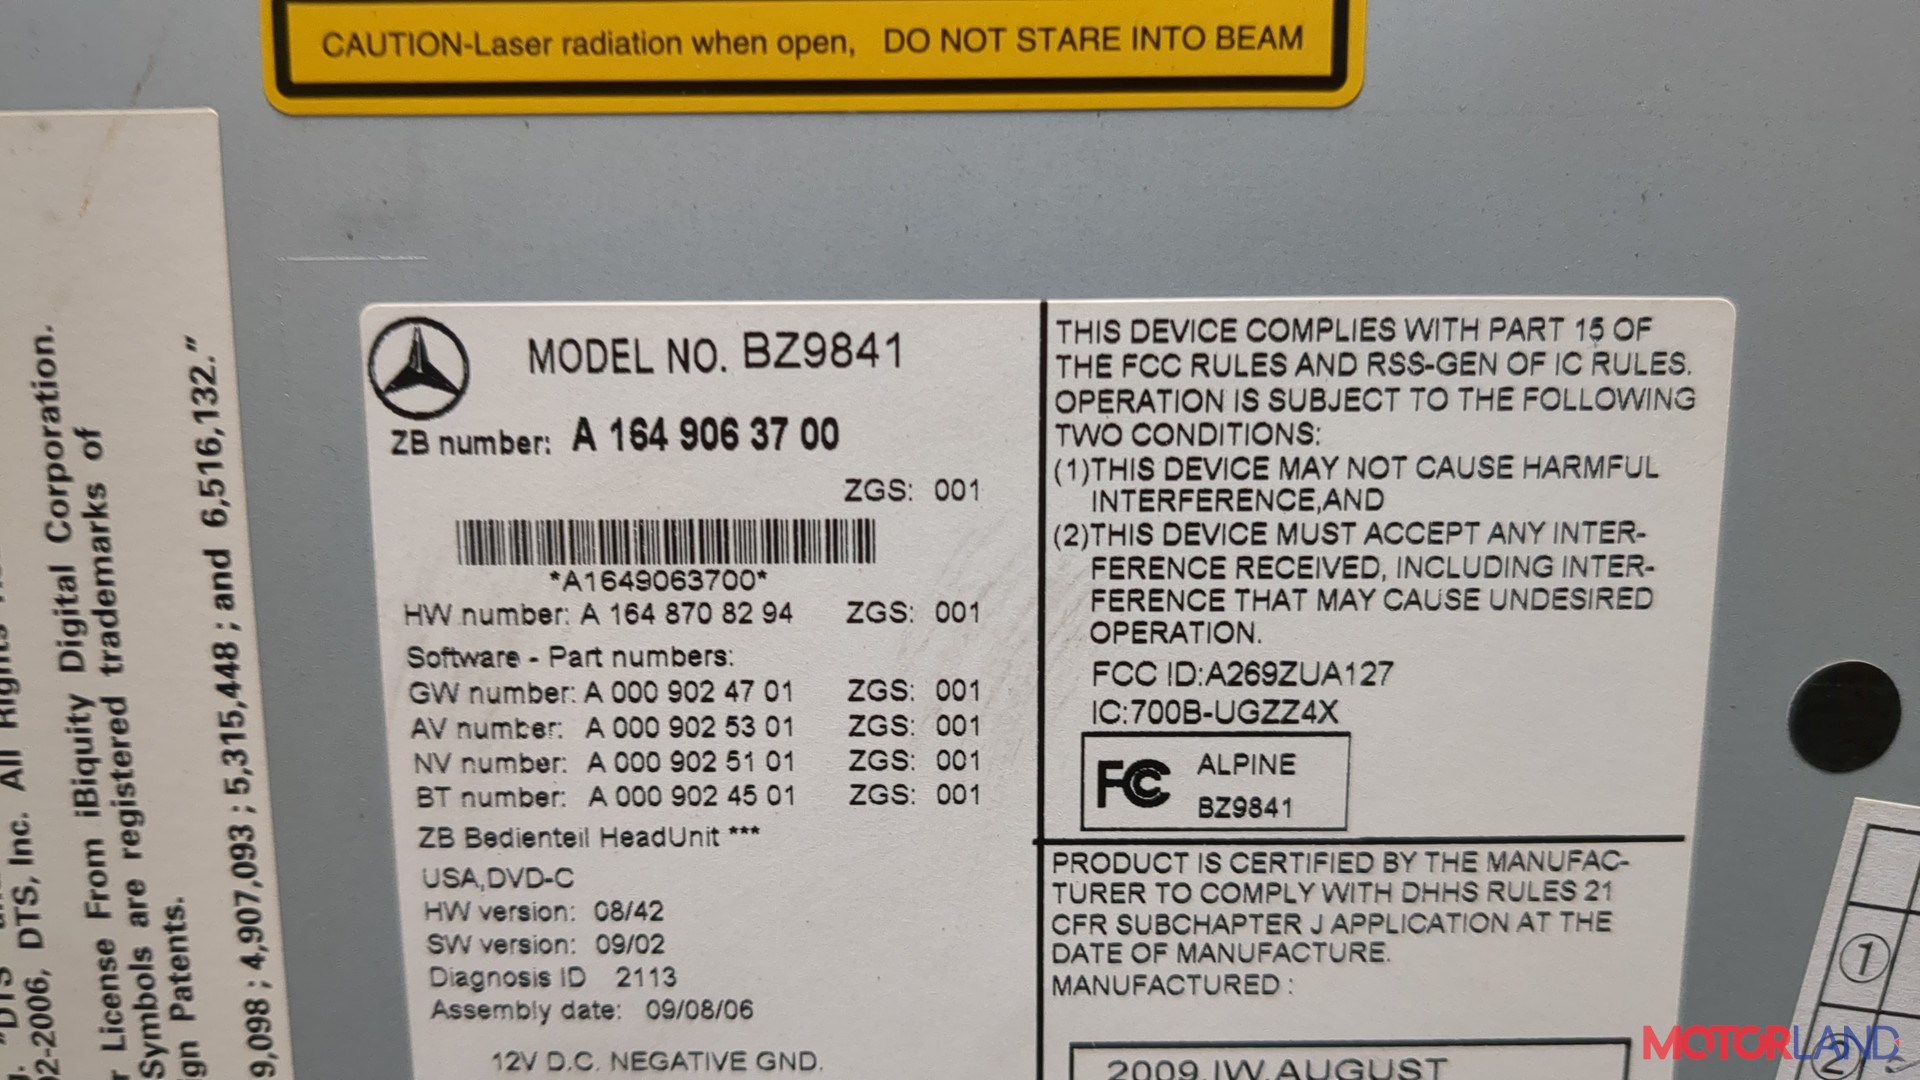 CAUTION-Laser radiation when open, DO NOT STARE INTO BEAM
MODEL NO. BZ9841
ZB number: A 164 906 37 00
ZGS: 001
*A1649063700*
HW number: A 164 870 82 94 ZGS: 001
Software - Part numbers:
GW number: A 000 902 47 01 ZGS: 001
AV number: A 000 902 53 01 ZGS: 001
NV number: A 000 902 51 01 ZGS: 001
BT number: A 000 902 45 01 ZGS: 001
ZB Bedienteil HeadUnit ***
USA,DVD-C
HW version: 08/42
SW version: 09/02
Diagnosis ID 2113
Assembly date: 09/08/06
12V D.C. NEGATIVE GND.
THIS DEVICE COMPLIES WITH PART 15 OF
THE FCC RULES AND RSS-GEN OF IC RULES.
OPERATION IS SUBJECT TO THE FOLLOWING
TWO CONDITIONS:
(1)THIS DEVICE MAY NOT CAUSE HARMFUL
INTERFERENCE,AND
(2)THIS DEVICE MUST ACCEPT ANY INTER-
FERENCE RECEIVED, INCLUDING INTER-
FERENCE THAT MAY CAUSE UNDESIRED
OPERATION.
FCC ID:A269ZUA127
IC:700B-UGZZ4X
FC ALPINE
BZ9841
PRODUCT IS CERTIFIED BY THE MANUFAC-
TURER TO COMPLY WITH DHHS RULES 21
CFR SUBCHAPTER J APPLICATION AT THE
DATE OF MANUFACTURE.
MANUFACTURED :
2009.IW.AUGUST
02-2006, DTS, Inc. All Rights
License From iBiquity Digital Corporation.
Symbols are registered trademarks of
Patents.
9,098 ; 4,907,093 ; 5,315,448 ; and 6,516,132."
①
②
MOTORLAND